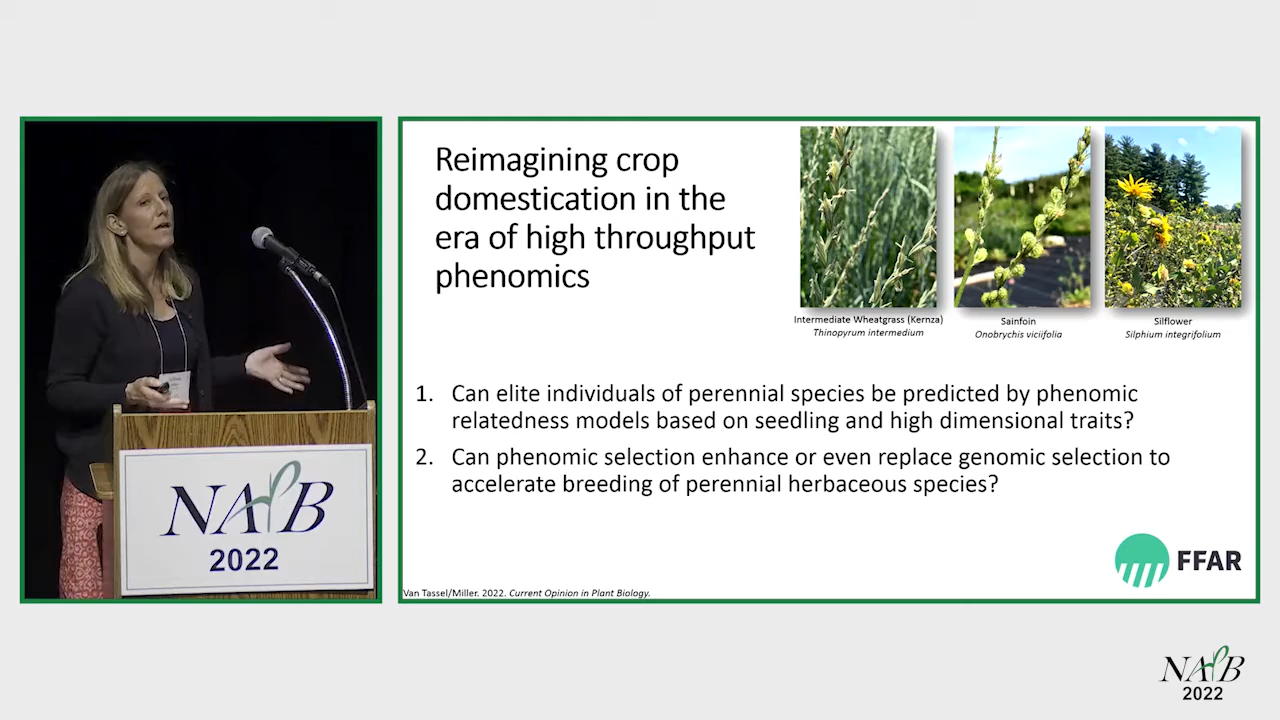 Reimagining crop
domestication in the
era of high throughput
phenomics
Intermediate Wheatgrass (Kernza)
Thinopyrum intermedium
Sainfoin
Onobrychis viciifolia
Silflower
Silphium integrifolium
1. Can elite individuals of perennial species be predicted by phenomic
relatedness models based on seedling and high dimensional traits?
2. Can phenomic selection enhance or even replace genomic selection to
accelerate breeding of perennial herbaceous species?
FFAR
Van Tassel/Miller. 2022. Current Opinion in Plant Biology.
NAPB
2022
NAPB
2022